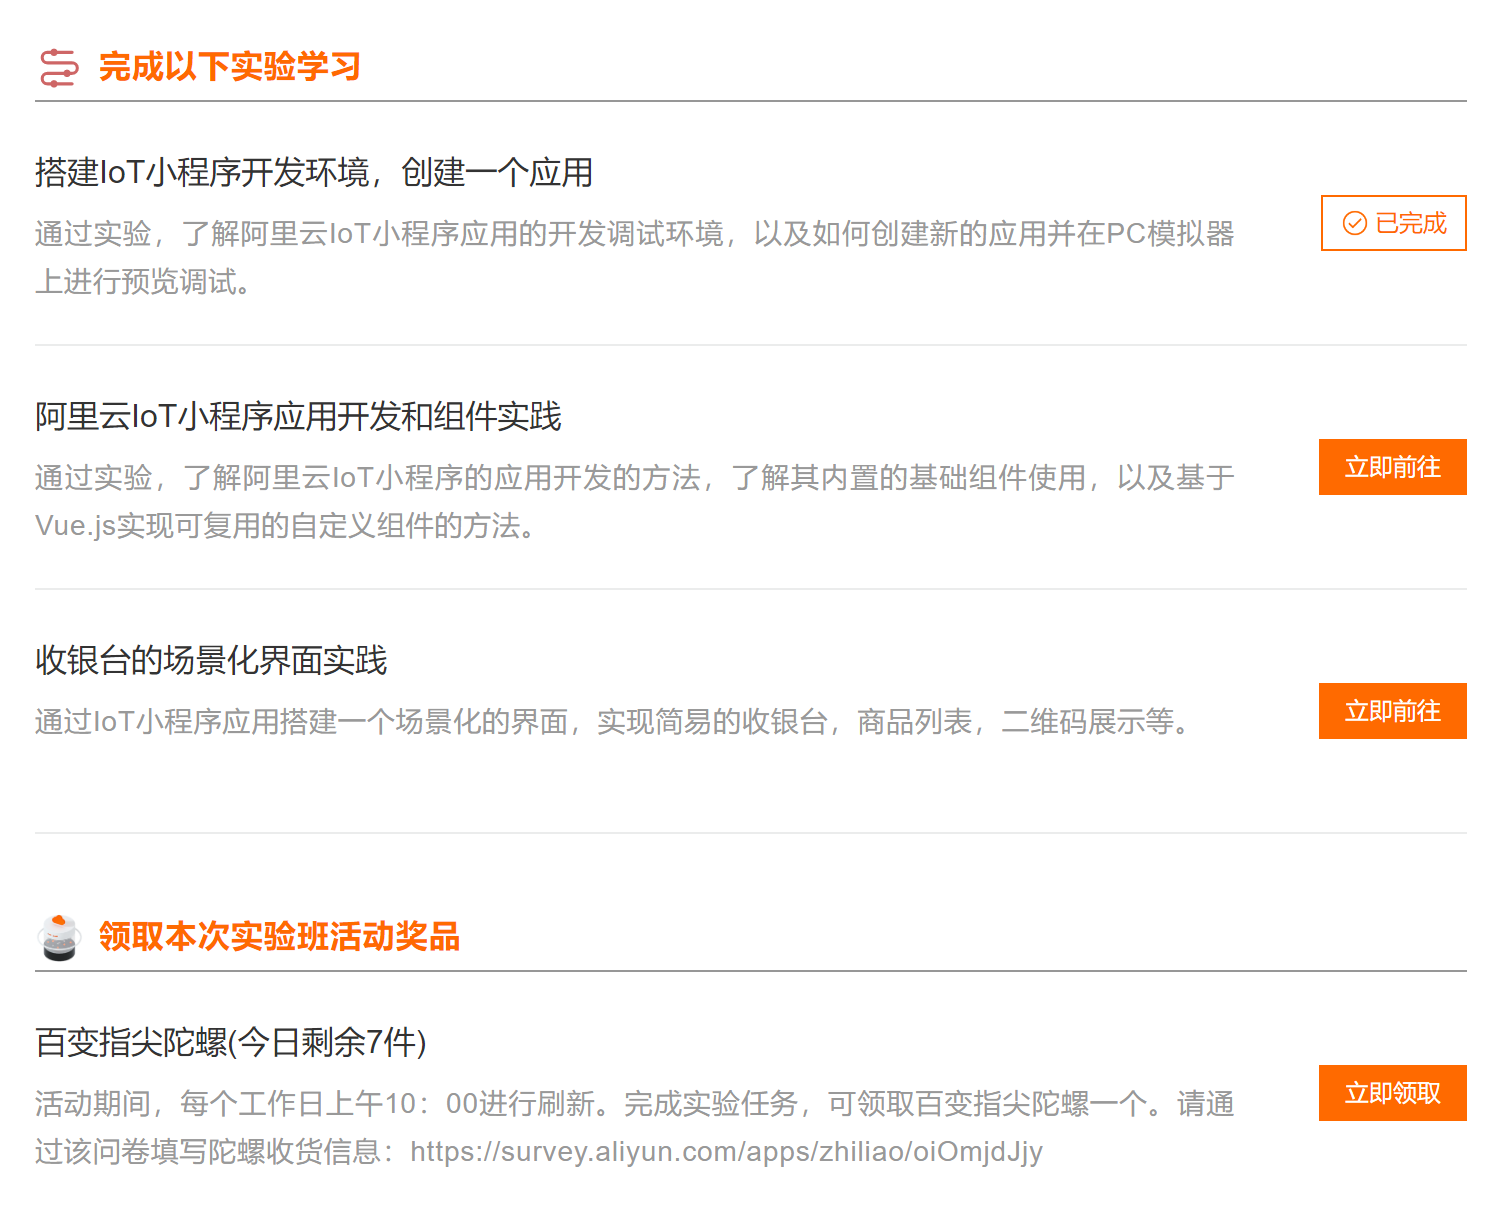 完成以下实验学习
搭建IoT小程序开发环境，创建一个应用
通过实验，了解阿里云IoT小程序应用的开发调试环境，以及如何创建新的应用并在PC模拟器
上进行预览调试。
已完成
阿里云IoT小程序应用开发和组件实践
通过实验，了解阿里云IoT小程序的应用开发的方法，了解其内置的基础组件使用，以及基于
Vue.js实现可复用的自定义组件的方法。
立即前往
收银台的场景化界面实践
通过IoT小程序应用搭建一个场景化的界面，实现简易的收银台，商品列表，二维码展示等。
立即前往
领取本次实验班活动奖品
百变指尖陀螺(今日剩余7件)
活动期间，每个工作日上午10：00进行刷新。完成实验任务，可领取百变指尖陀螺一个。请通
过该问卷填写陀螺收货信息：https://survey.aliyun.com/apps/zhiliao/oiOmjdJjy
立即领取